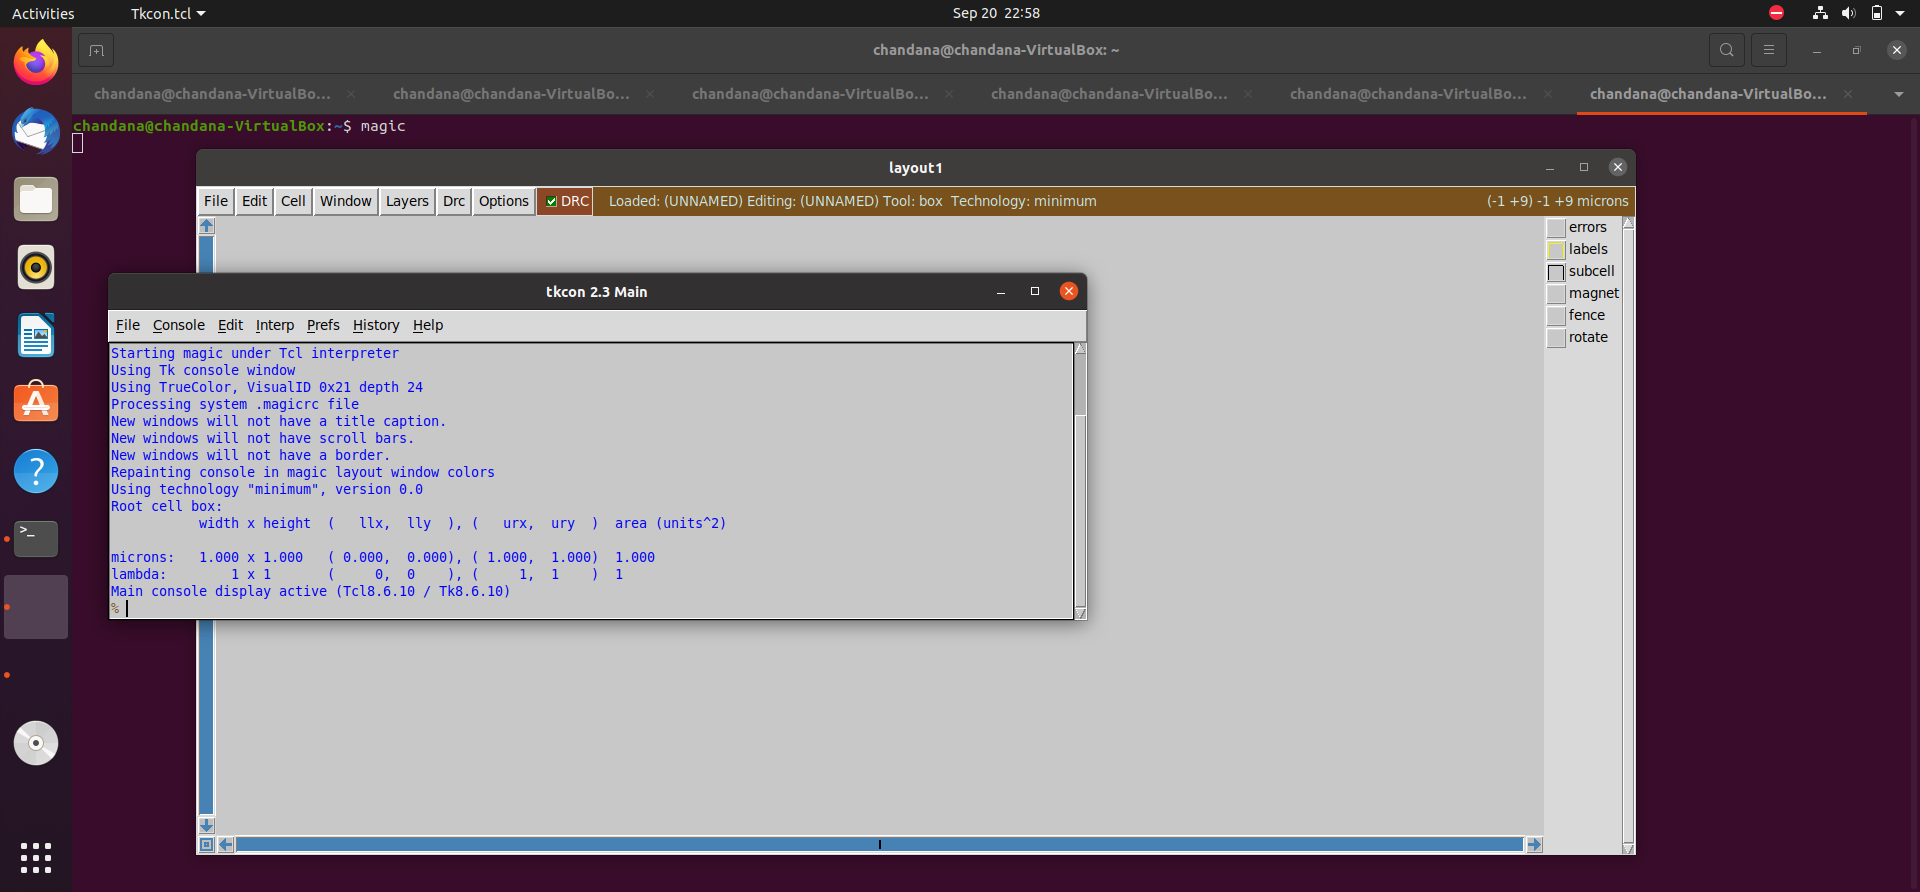 Activities Tkcon.tcl Sep 20 22:58
chandana@chandana-VirtualBox: ~
chandana@chandana-VirtualBo... chandana@chandana-VirtualBo... chandana@chandana-VirtualBo... chandana@chandana-VirtualBo... chandana@chandana-VirtualBo... chandana@chandana-VirtualBo...
chandana@chandana-VirtualBox:~$ magic
layout1
File Edit Cell Window Layers Drc Options DRC Loaded: (UNNAMED) Editing: (UNNAMED) Tool: box Technology: minimum (-1 +9) -1 +9 microns
errors
labels
subcell
magnet
fence
rotate
tkcon 2.3 Main
File Console Edit Interp Prefs History Help
Starting magic under Tcl interpreter
Using Tk console window
Using TrueColor, VisualID 0x21 depth 24
Processing system .magicrc file
New windows will not have a title caption.
New windows will not have scroll bars.
New windows will not have a border.
Repainting console in magic layout window colors
Using technology "minimum", version 0.0
Root cell box:
width x height ( llx, lly ), ( urx, ury ) area (units^2)
microns: 1.000 x 1.000 ( 0.000, 0.000), ( 1.000, 1.000) 1.000
lambda: 1 x 1 ( 0, 0 ), ( 1, 1 ) 1
Main console display active (Tcl8.6.10 / Tk8.6.10)
%